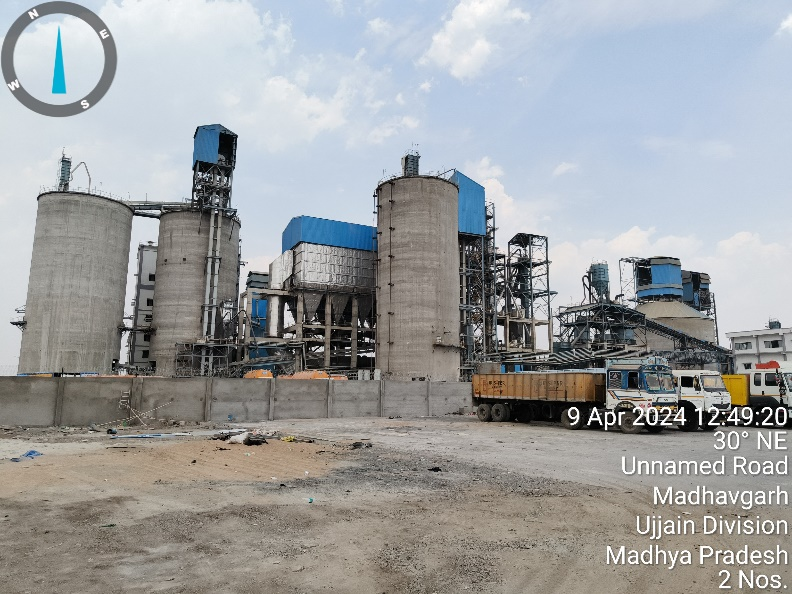 N
E
W
S
9 Apr 2024 12:49:20
30° NE
Unnamed Road
Madhavgarh
Ujjain Division
Madhya Pradesh
2 Nos.